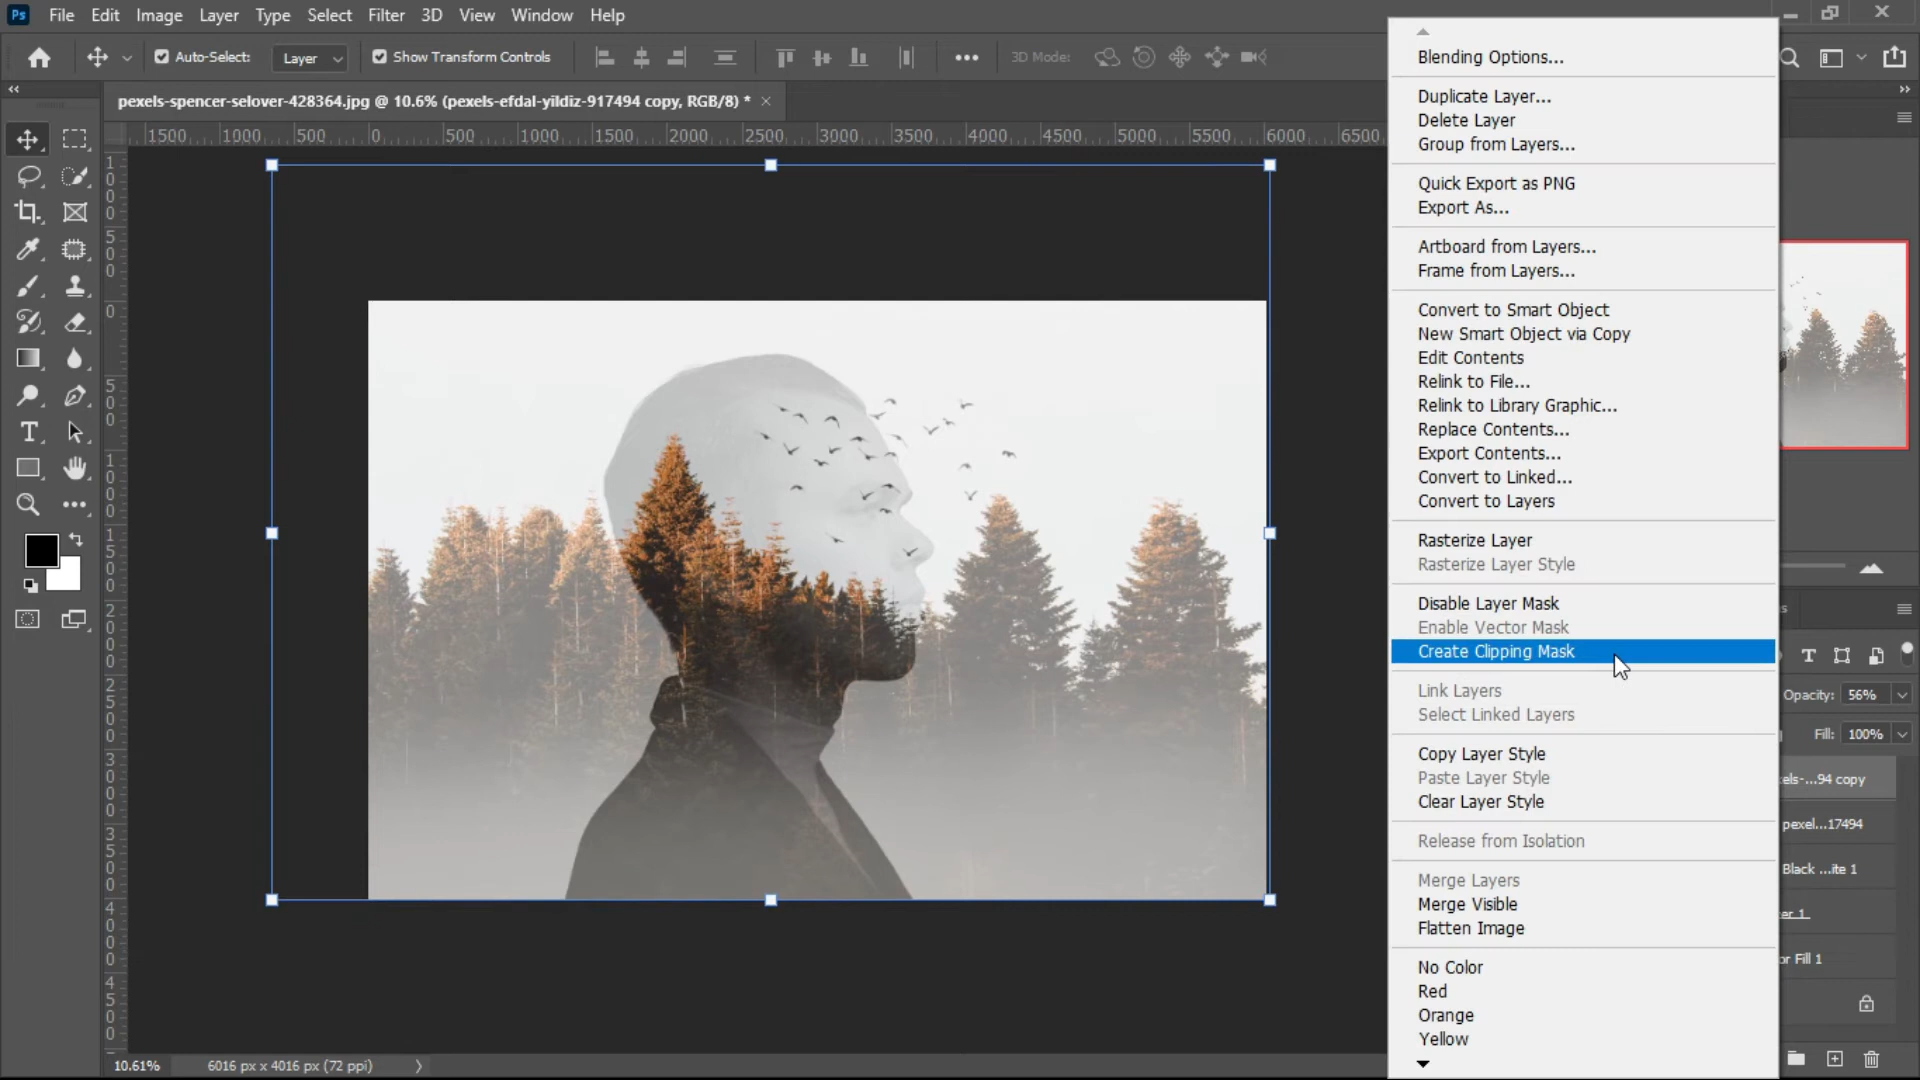 Ps File Edit Image Layer Type Select Filter 3D View Window Help
Auto-Select: Layer Show Transform Controls ••• 3D Mode:
pexels-spencer-selover-428364.jpg @ 10.6% (pexels-efdal-yildiz-917494 copy, RGB/8) *
1500 1000 500 0 500 1000 1500 2000 2500 3000 3500 4000 4500 5000 5500 6000 6500
Blending Options...
Duplicate Layer...
Delete Layer
Group from Layers...
Quick Export as PNG
Export As...
Artboard from Layers...
Frame from Layers...
Convert to Smart Object
New Smart Object via Copy
Edit Contents
Relink to File...
Relink to Library Graphic...
Replace Contents...
Export Contents...
Convert to Linked...
Convert to Layers
Rasterize Layer
Rasterize Layer Style
Disable Layer Mask
Enable Vector Mask
Create Clipping Mask
Link Layers
Select Linked Layers
Copy Layer Style
Paste Layer Style
Clear Layer Style
Release from Isolation
Merge Layers
Merge Visible
Flatten Image
No Color
Red
Orange
Yellow
Opacity: 56%
Fill: 100%
els-...94 copy
pexel...17494
Black ...ite 1
er 1
or Fill 1
10.61% 6016 px x 4016 px (72 ppi)